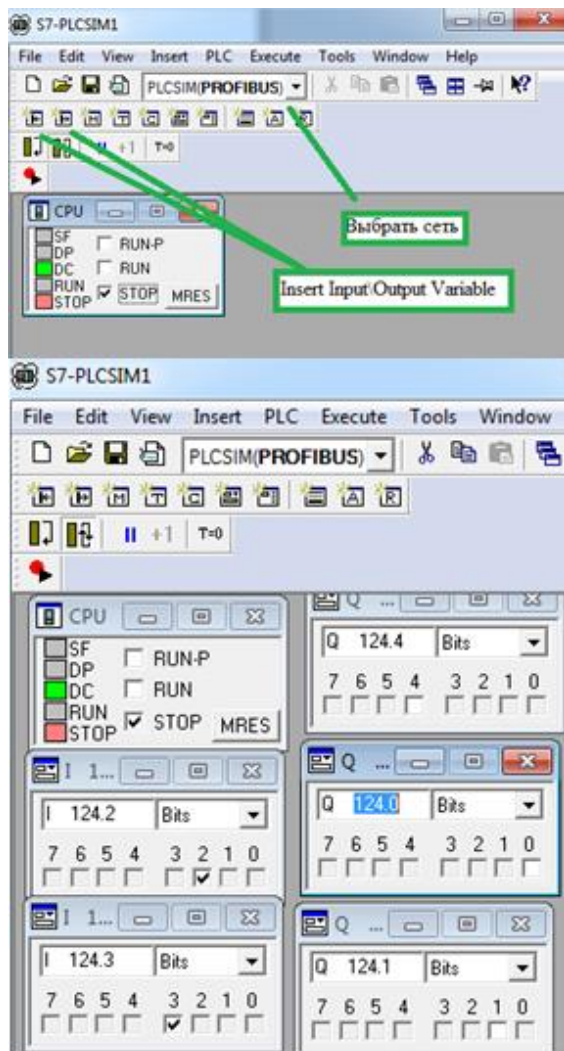 S7-PLCSIM1
File Edit View Insert PLC Execute Tools Window Help
PLCSIM(PROFIBUS)
+1 T=0
CPU
SF
DP
DC
RUN
STOP
RUN-P
RUN
STOP
MRES
Выбрать сеть
Insert Input\Output Variable
S7-PLCSIM1
File Edit View Insert PLC Execute Tools Window
PLCSIM(PROFIBUS)
+1 T=0
CPU
SF
DP
DC
RUN
STOP
RUN-P
RUN
STOP
MRES
Q ...
Q 124.4 Bits
7 6 5 4 3 2 1 0
I 1...
I 124.2 Bits
7 6 5 4 3 2 1 0
Q ...
Q 124.0 Bits
7 6 5 4 3 2 1 0
I 1...
I 124.3 Bits
7 6 5 4 3 2 1 0
Q ...
Q 124.1 Bits
7 6 5 4 3 2 1 0